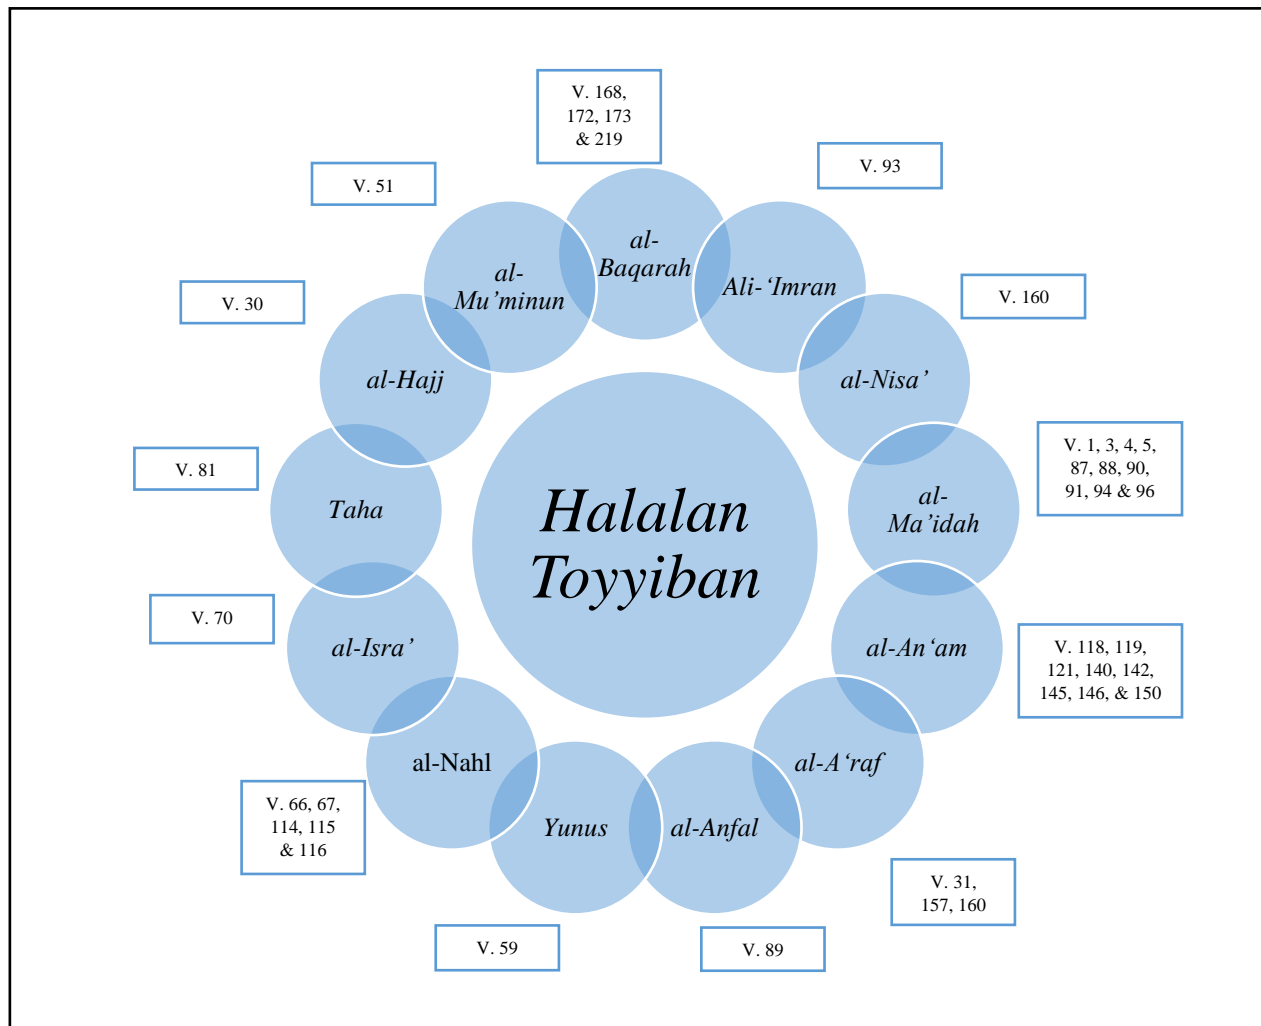 V. 168,
172, 173
& 219
V. 93
V. 51
al-
Baqarah
Ali-‘Imran
al-
Mu’minun
V. 30
V. 160
al-Hajj
al-Nisa’
V. 81
V. 1, 3, 4, 5,
87, 88, 90,
91, 94 & 96
Taha
al-
Ma’idah
Halalan
Toyyiban
V. 70
al-Isra’
al-An‘am
V. 118, 119,
121, 140, 142,
145, 146, & 150
al-Nahl
al-A‘raf
V. 66, 67,
114, 115
& 116
Yunus
al-Anfal
V. 31,
157, 160
V. 59
V. 89